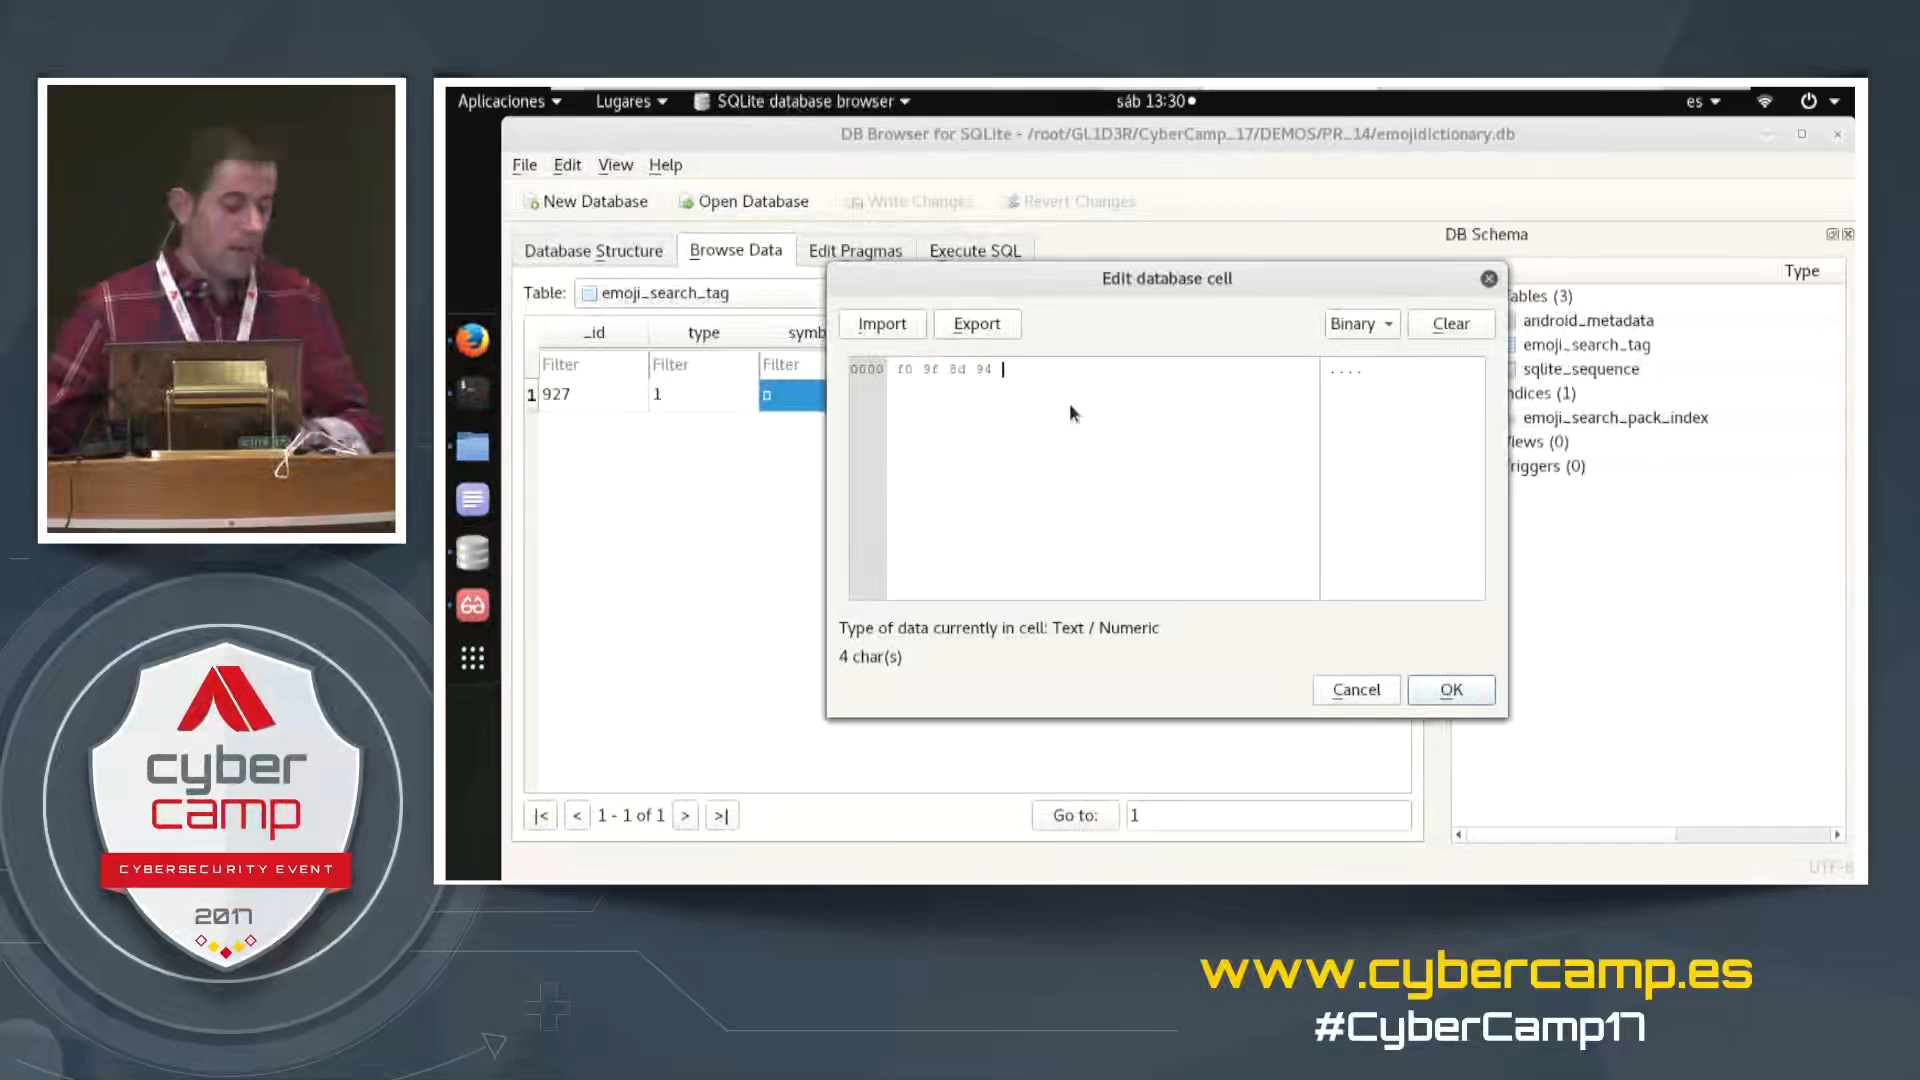 Aplicaciones
Lugares
SQLite database browser
sáb 13:30
es
DB Browser for SQLite - /root/GL1D3R/CyberCamp_17/DEMOS/PR_14/emojidictionary.db
File Edit View Help
New Database
Open Database
Write Changes
Revert Changes
Database Structure
Browse Data
Edit Pragmas
Execute SQL
Table: emoji_search_tag
_id type symb
Filter Filter Filter
1 927 1
|< < 1 - 1 of 1 > >|
Go to: 1
Edit database cell
Import Export
Binary
Clear
0000 f0 9f 8d 94
....
Type of data currently in cell: Text / Numeric
4 char(s)
Cancel OK
DB Schema
Type
ables (3)
android_metadata
emoji_search_tag
sqlite_sequence
ndices (1)
emoji_search_pack_index
iews (0)
riggers (0)
UTF-8
cyber
camp
CYBERSECURITY EVENT
2017
www.cybercamp.es
#CyberCamp17